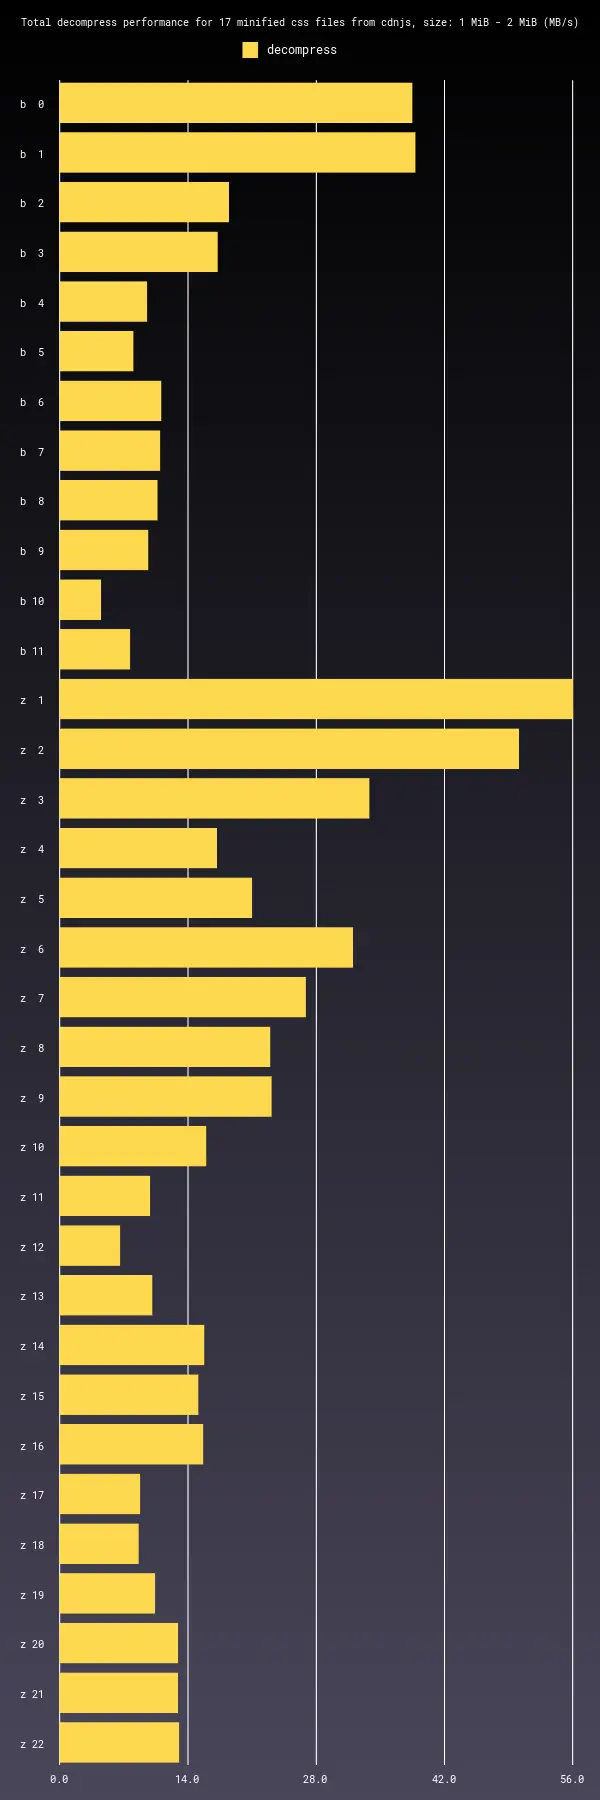 Total decompress performance for 17 minified css files from cdnjs, size: 1 MiB - 2 MiB (MB/s)
decompress
b 0
b 1
b 2
b 3
b 4
b 5
b 6
b 7
b 8
b 9
b 10
b 11
z 1
z 2
z 3
z 4
z 5
z 6
z 7
z 8
z 9
z 10
z 11
z 12
z 13
z 14
z 15
z 16
z 17
z 18
z 19
z 20
z 21
z 22
0.0 14.0 28.0 42.0 56.0